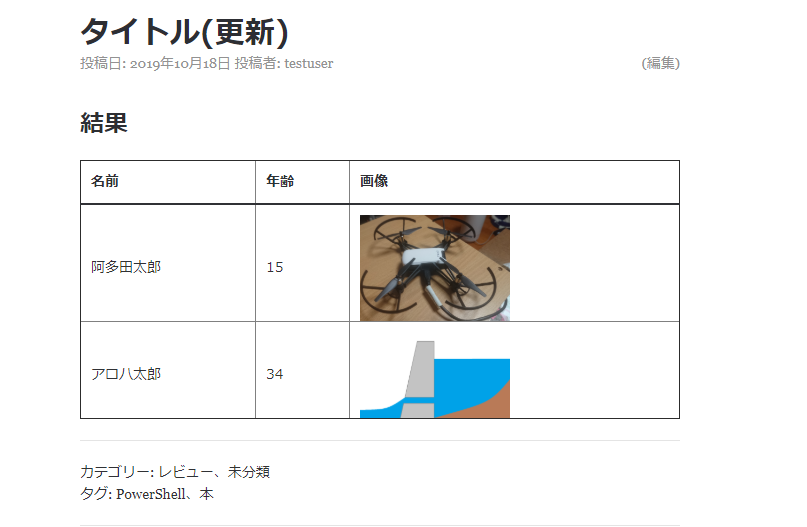 タイトル(更新)
投稿日: 2019年10月18日 投稿者: testuser (編集)
結果
名前 年齢 画像
阿多田太郎 15
アロハ太郎 34
カテゴリー: レビュー、未分類
タグ: PowerShell、本